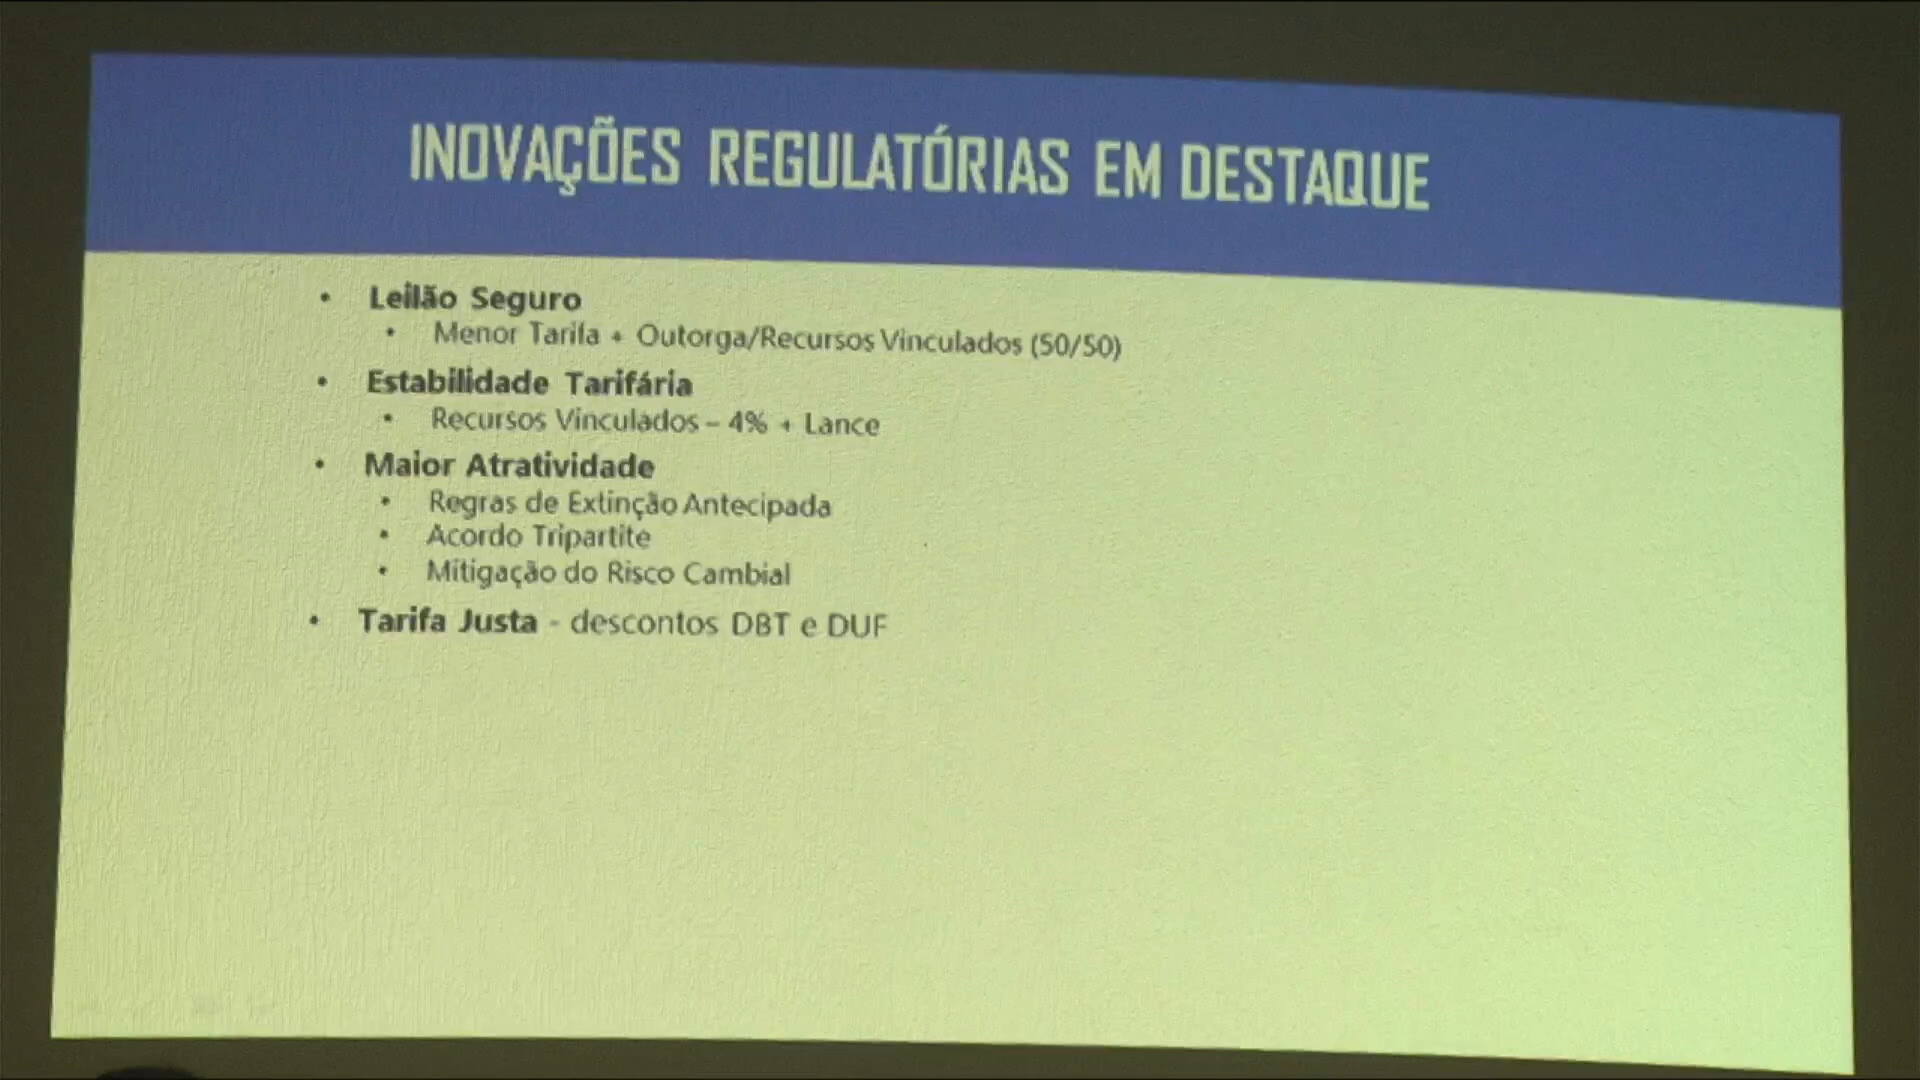 INOVAÇÕES REGULATÓRIAS EM DESTAQUE
• Leilão Seguro
• Menor Tarifa + Outorga/Recursos Vinculados (50/50)
• Estabilidade Tarifária
• Recursos Vinculados – 4% + Lance
• Maior Atratividade
• Regras de Extinção Antecipada
• Acordo Tripartite
• Mitigação do Risco Cambial
• Tarifa Justa - descontos DBT e DUF